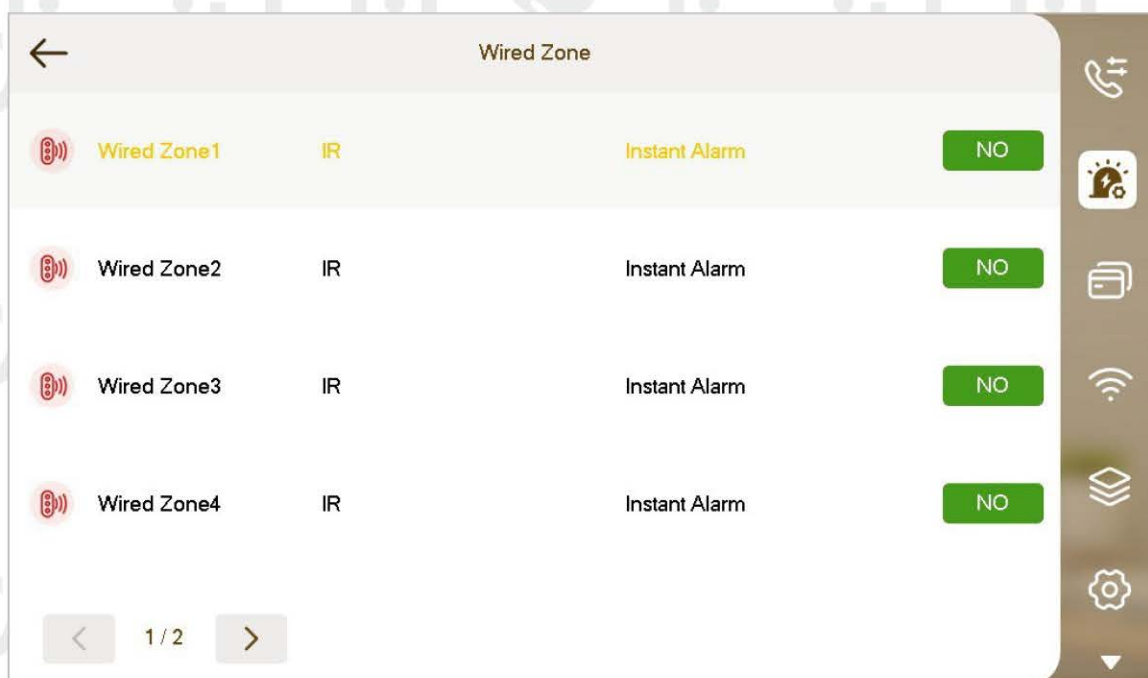 Wired Zone
Wired Zone1 IR Instant Alarm NO
Wired Zone2 IR Instant Alarm NO
Wired Zone3 IR Instant Alarm NO
Wired Zone4 IR Instant Alarm NO
1 / 2